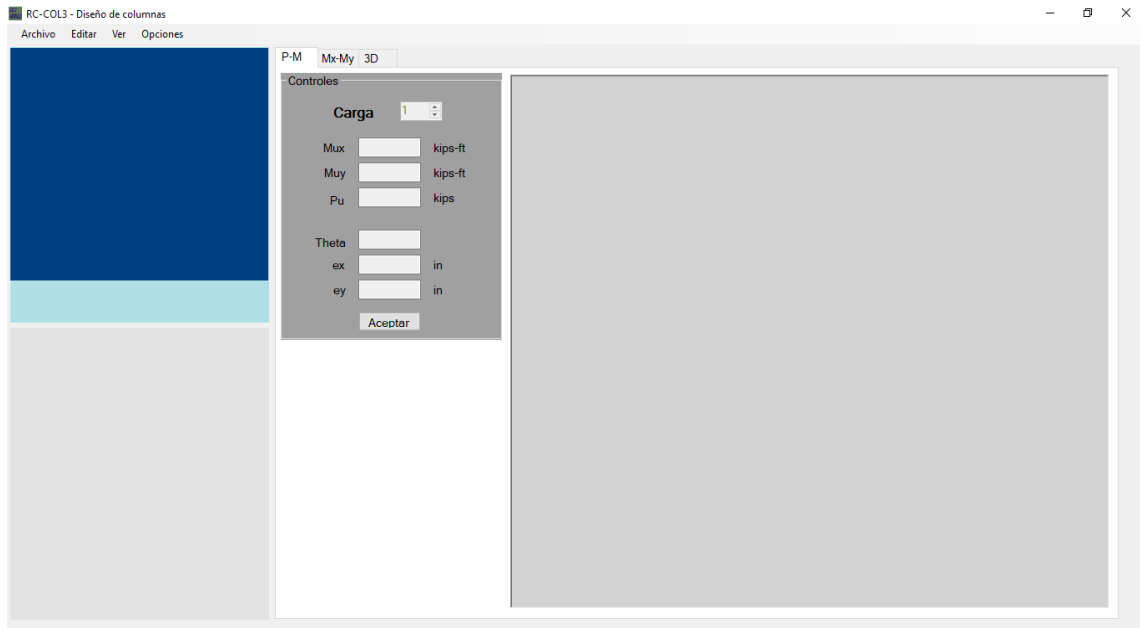 RC-COL3 - Diseño de columnas
Archivo Editar Ver Opciones
P-M Mx-My 3D
Controles
Carga 1
Mux kips-ft
Muy kips-ft
Pu kips
Theta
ex in
ey in
Aceptar